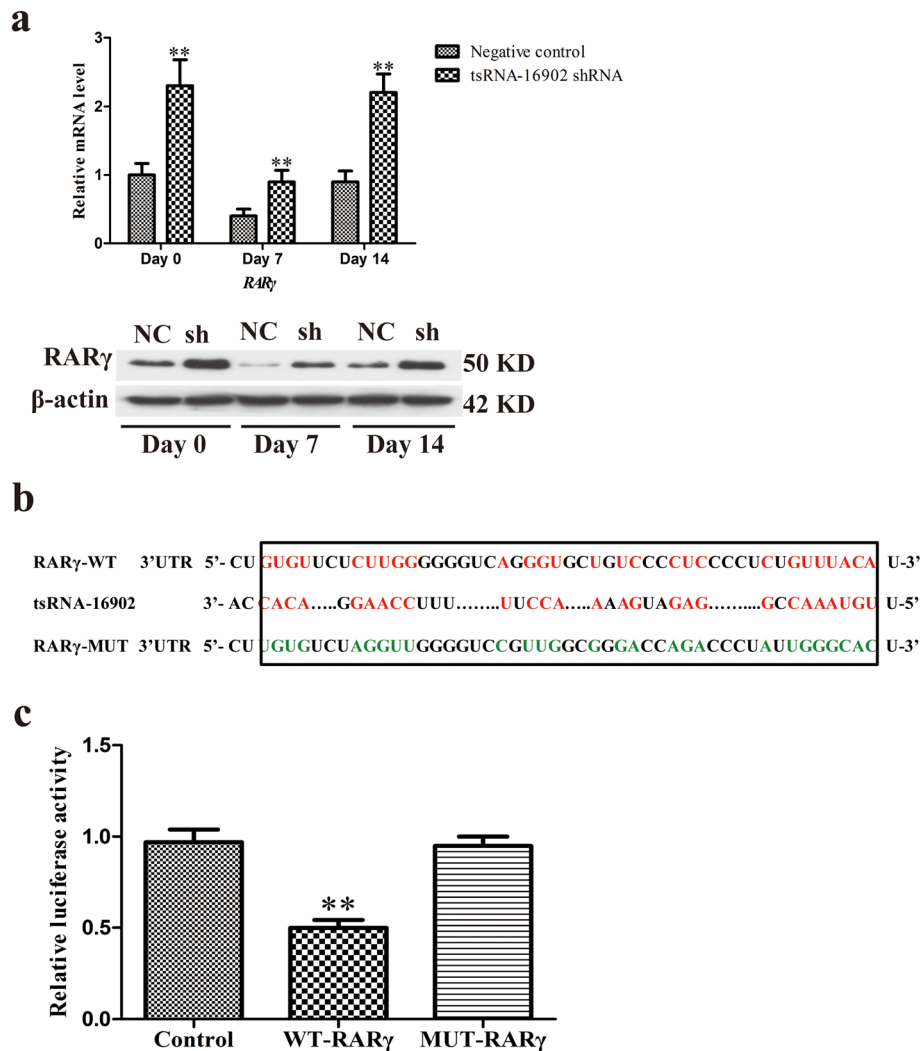 a
3
2
1
0
Relative mRNA level
**
**
**
Negative control
tsRNA-16902 shRNA
Day 0 Day 7 Day 14
RARγ
NC sh NC sh NC sh
RARγ 50 KD
β-actin 42 KD
Day 0 Day 7 Day 14
b
RARγ-WT 3’UTR 5’- CU GUGUUCUCUUGGGGGGUCAGGGUGCUGUCCCCUCCCCUCUGUUUACA U-3’
tsRNA-16902 3’- AC CACA.....GGAACCUUU........UUCCA....AAAGUAGAG.........GCCAAAUGU U-5’
RARγ-MUT 3’UTR 5’- CU UGUGUCUAGGUUGGGGUCCGUUGGCGGGACCAGACCCUAUUGGGCAC U-3’
c
1.5
1.0
0.5
0.0
Relative luciferase activity
**
Control WT-RARγ MUT-RARγ